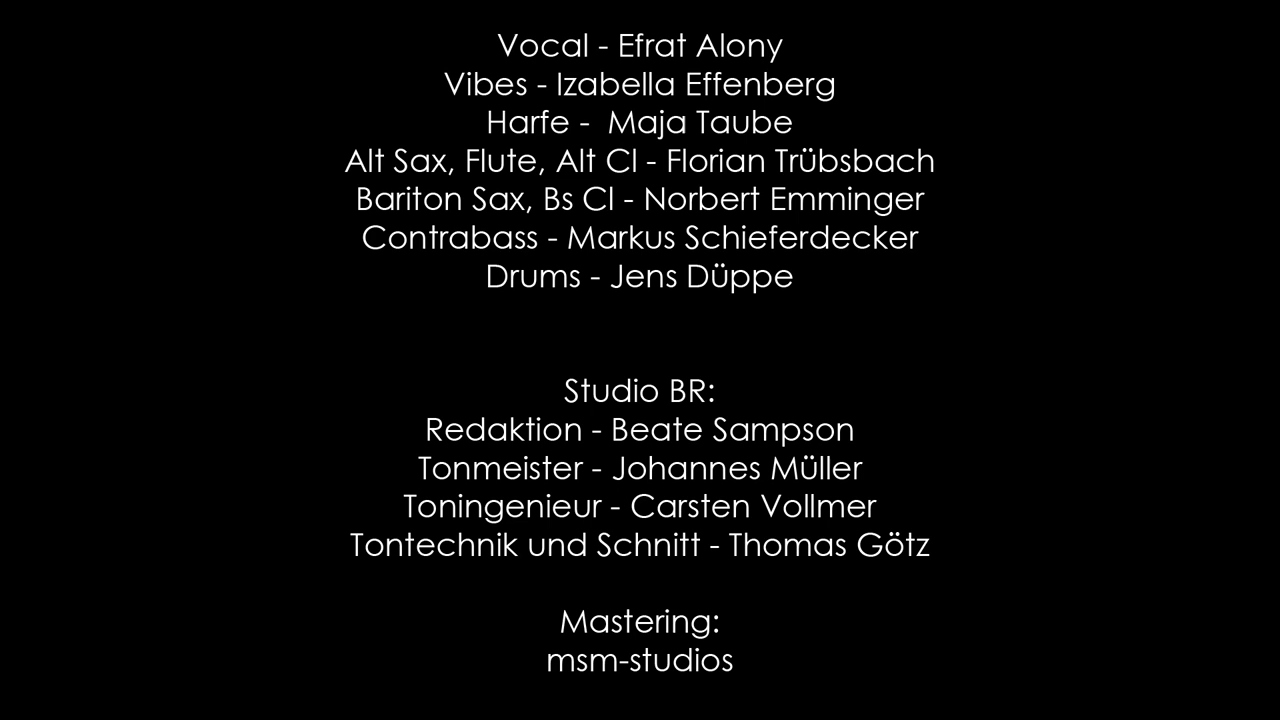 Vocal - Efrat Alony
Vibes - Izabella Effenberg
Harfe -  Maja Taube
Alt Sax, Flute, Alt Cl - Florian Trübsbach
Bariton Sax, Bs Cl - Norbert Emminger
Contrabass - Markus Schieferdecker
Drums - Jens Düppe
Studio BR:
Redaktion - Beate Sampson
Tonmeister - Johannes Müller
Toningenieur - Carsten Vollmer
Tontechnik und Schnitt - Thomas Götz
Mastering:
msm-studios